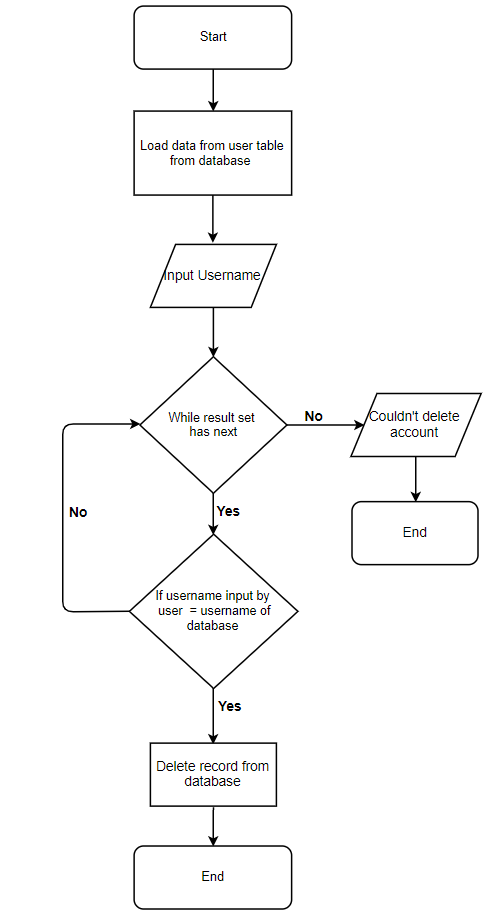 Start
Load data from user table
from database
Input Username
While result set
has next
No
Couldn't delete
account
End
Yes
No
If username input by
user = username of
database
Yes
Delete record from
database
End